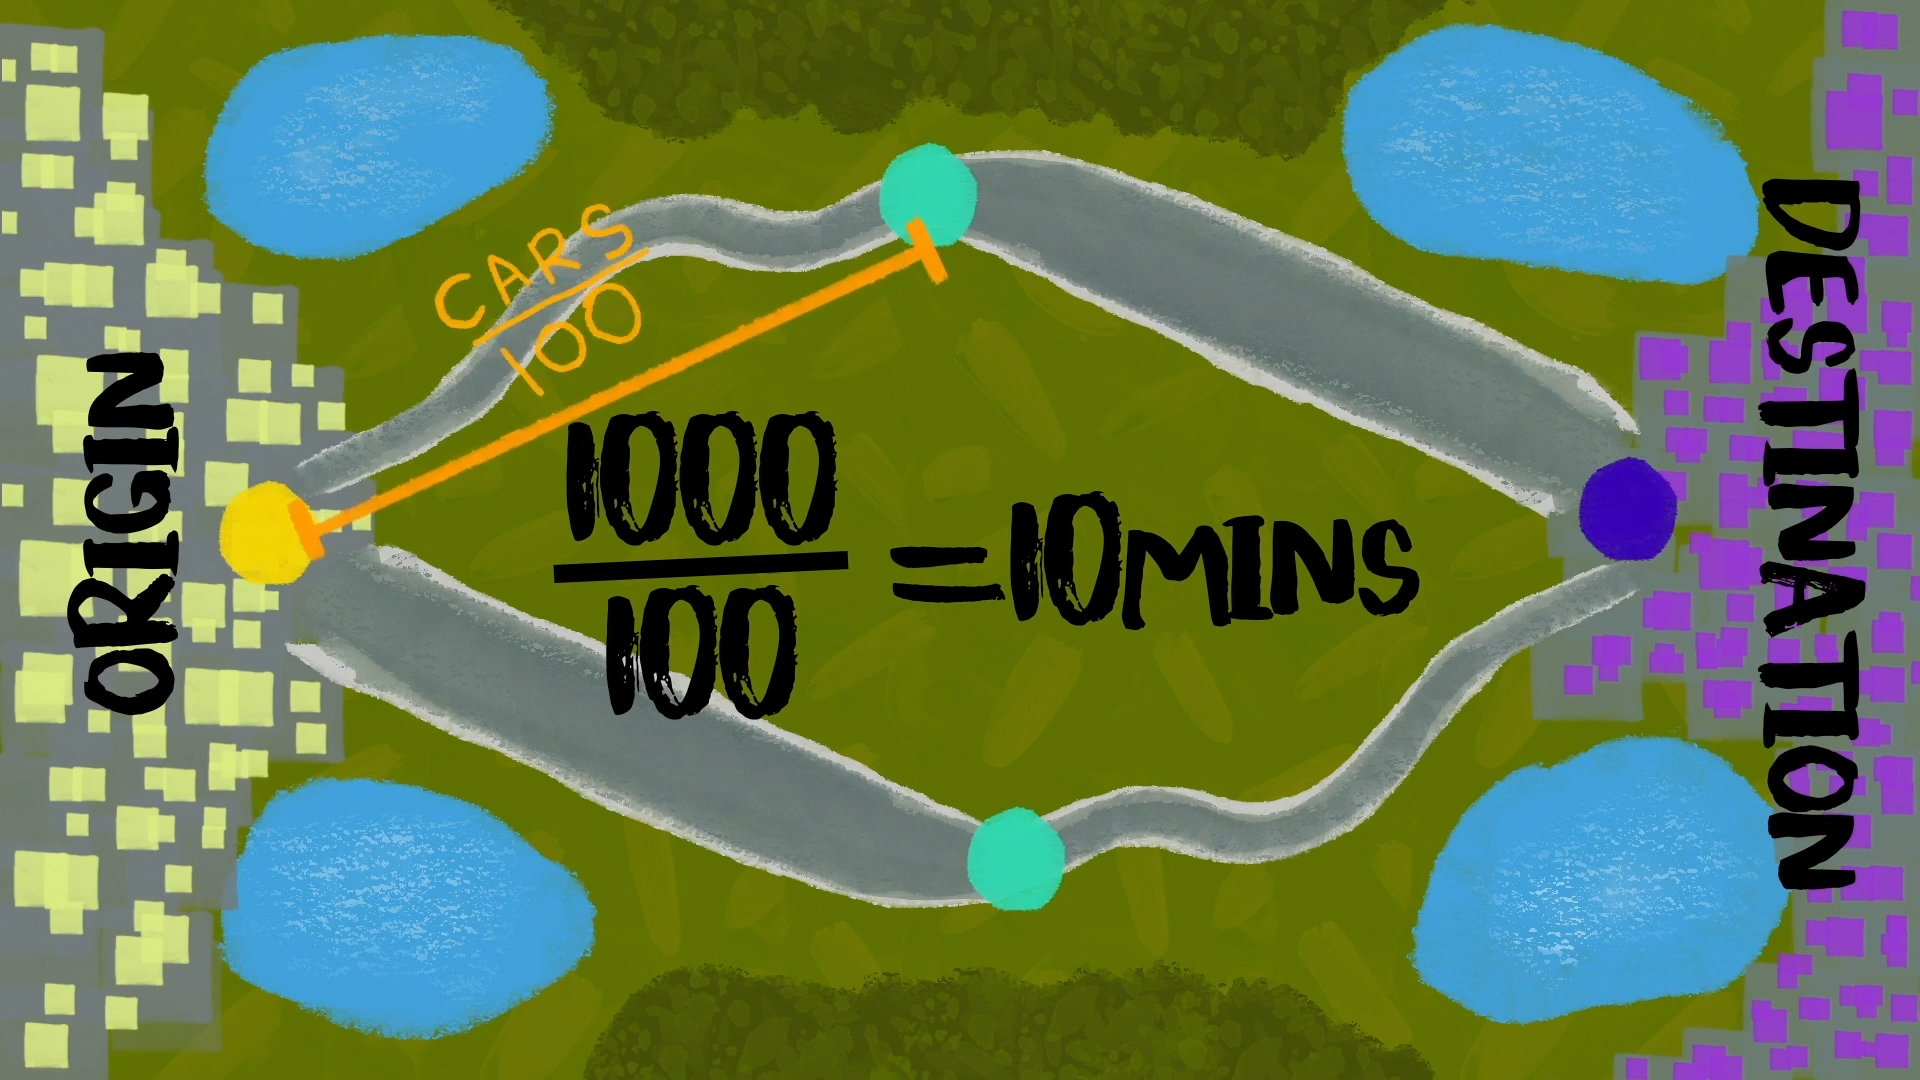 ORIGIN
CARS
100
1000
100
=10MINS
DESTINATION